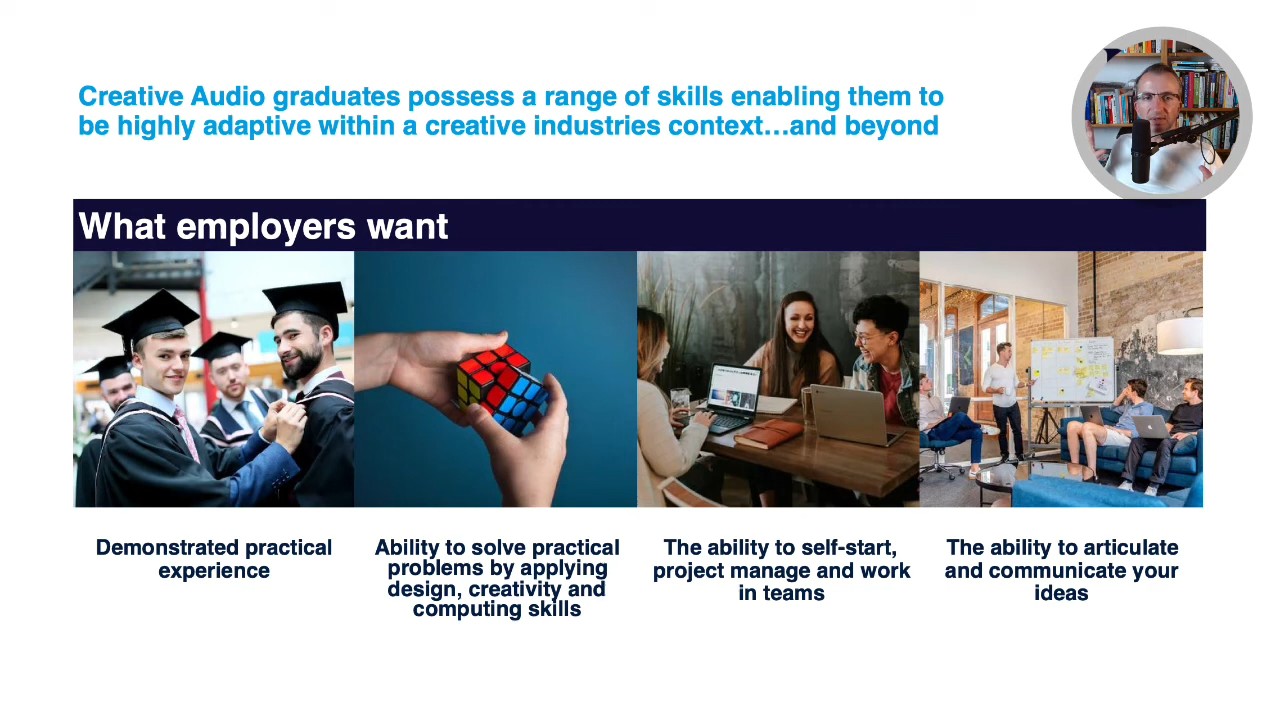 Creative Audio graduates possess a range of skills enabling them to
be highly adaptive within a creative industries context...and beyond
What employers want
Demonstrated practical
experience
Ability to solve practical
problems by applying
design, creativity and
computing skills
The ability to self-start,
project manage and work
in teams
The ability to articulate
and communicate your
ideas